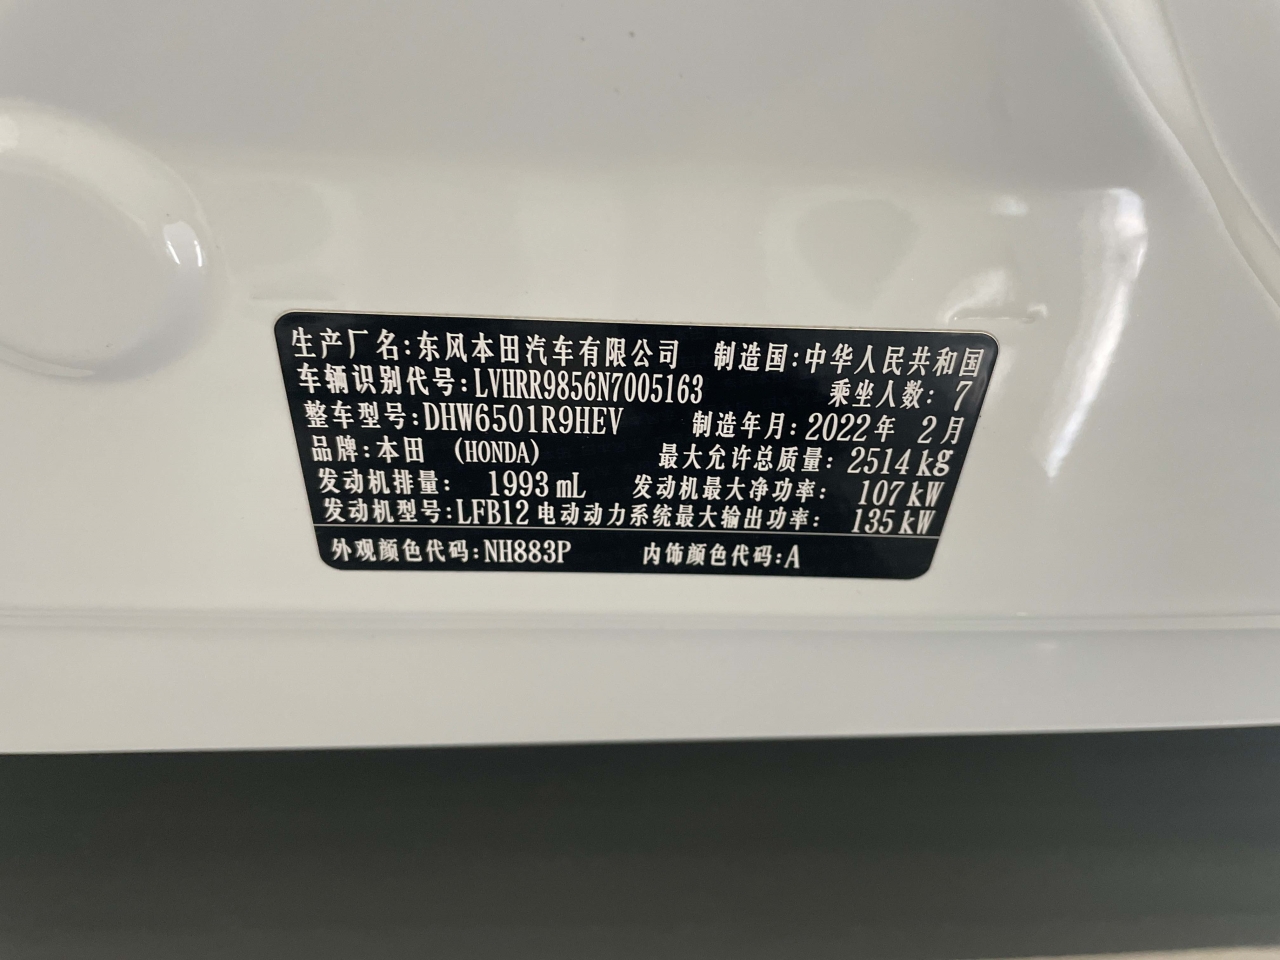 生产厂名:东风本田汽车有限公司 制造国:中华人民共和国
车辆识别代号:LVHRR9856N7005163 乘坐人数: 7
整车型号:DHW6501R9HEV 制造年月:2022年 2月
品牌:本田 (HONDA) 最大允许总质量: 2514kg
发动机排量: 1993mL 发动机最大净功率: 107kW
发动机型号:LFB12 电动动力系统最大输出功率: 135kW
外观颜色代码:NH883P 内饰颜色代码:A